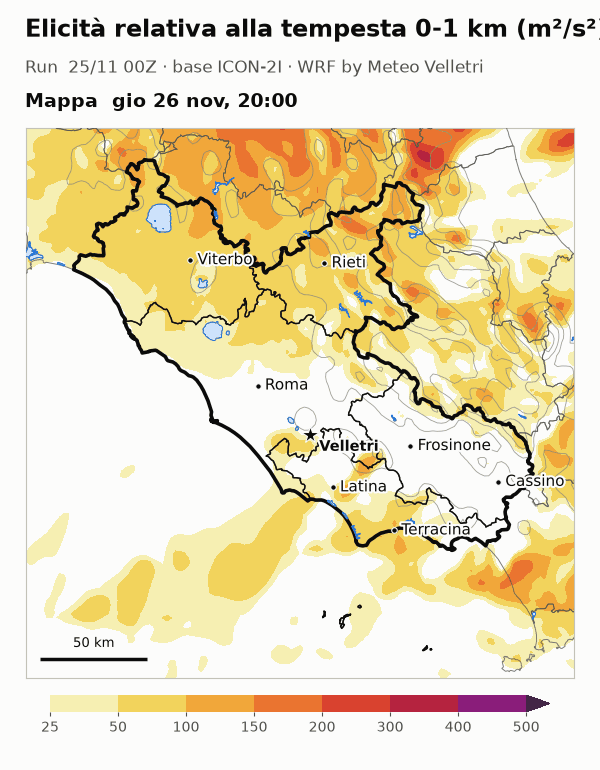 Elicità relativa alla tempesta 0-1 km (m²/s²)
Run 25/11 00Z · base ICON-2I · WRF by Meteo Velletri
Mappa gio 26 nov, 20:00
Viterbo
Rieti
Roma
Velletri
Frosinone
Latina
Cassino
Terracina
50 km
25 50 100 150 200 300 400 500